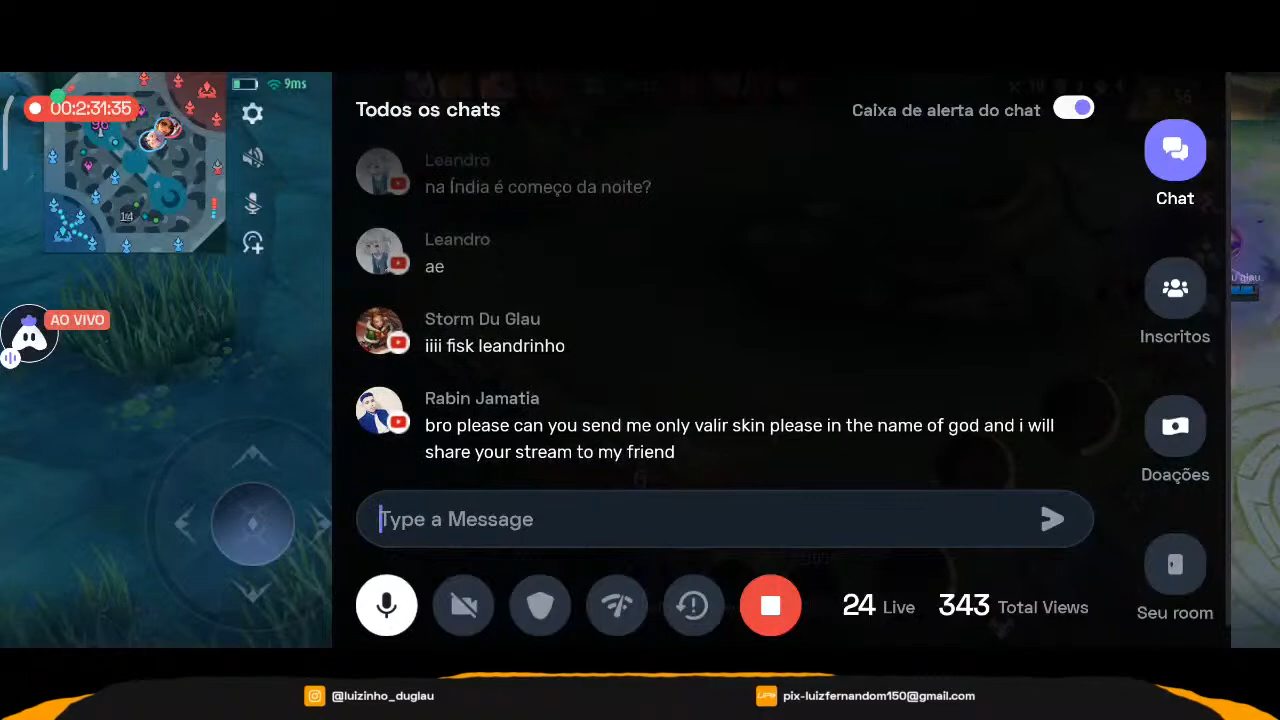 9ms
00:2:31:35
96
14
AO VIVO
Todos os chats
Caixa de alerta do chat
Leandro
na Índia é começo da noite?
Leandro
ae
Storm Du Glau
iiii fisk leandrinho
Rabin Jamatia
bro please can you send me only valir skin please in the name of god and i will
share your stream to my friend
Type a Message
24 Live 343 Total Views
Chat
Inscritos
Doações
Seu room
@luizinho_duglau
pix-luizfernandom150@gmail.com